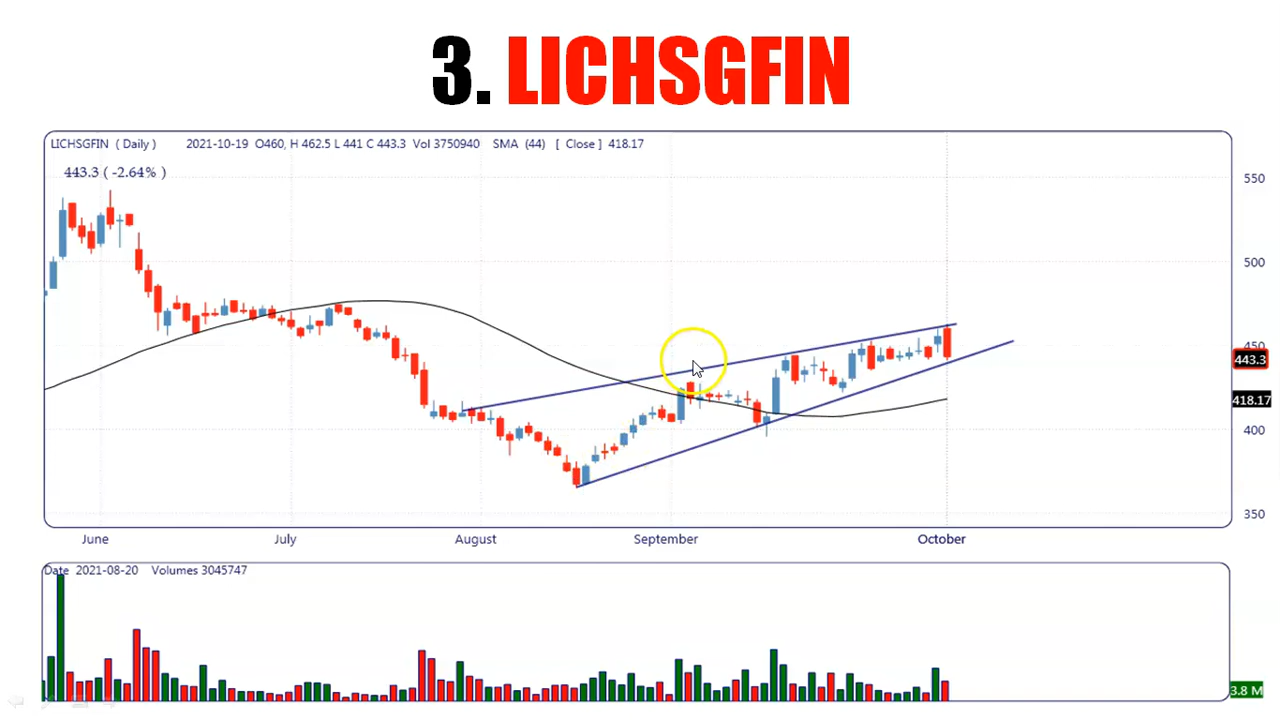 3. LICHSGFIN
LICHSGFIN ( Daily ) 2021-10-19 O460, H 462.5 L 441 C 443.3 Vol 3750940 SMA (44) [ Close ] 418.17
443.3 ( -2.64% )
550
500
450
443.3
418.17
400
350
June July August September October
Date 2021-08-20 Volumes 3045747
3.8 M